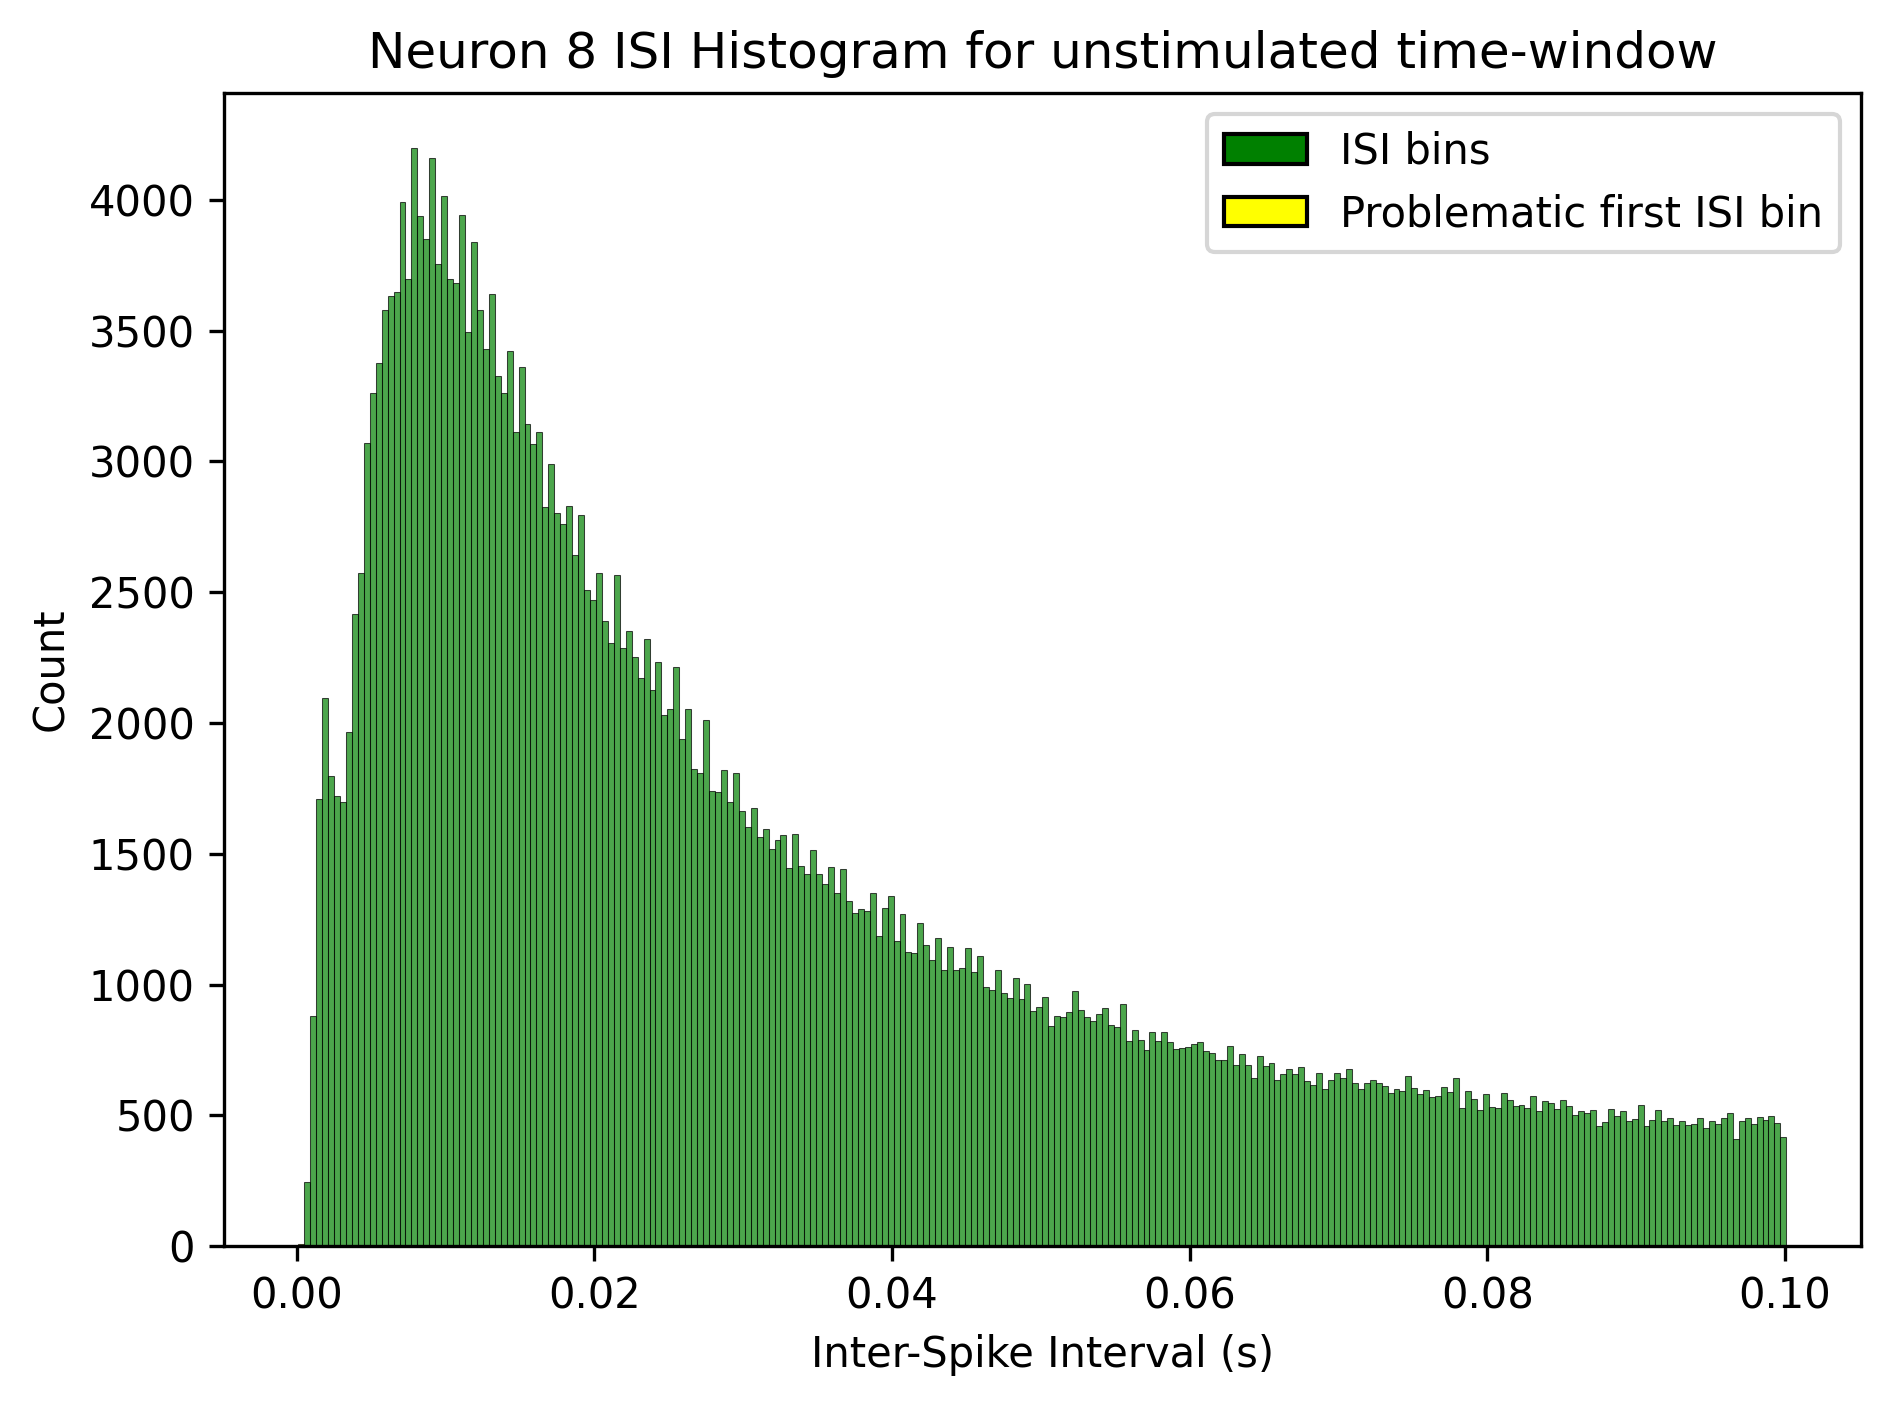 Neuron 8 ISI Histogram for unstimulated time-window
ISI bins
Problematic first ISI bin
Count
4000
3500
3000
2500
2000
1500
1000
500
0
0.00 0.02 0.04 0.06 0.08 0.10
Inter-Spike Interval (s)